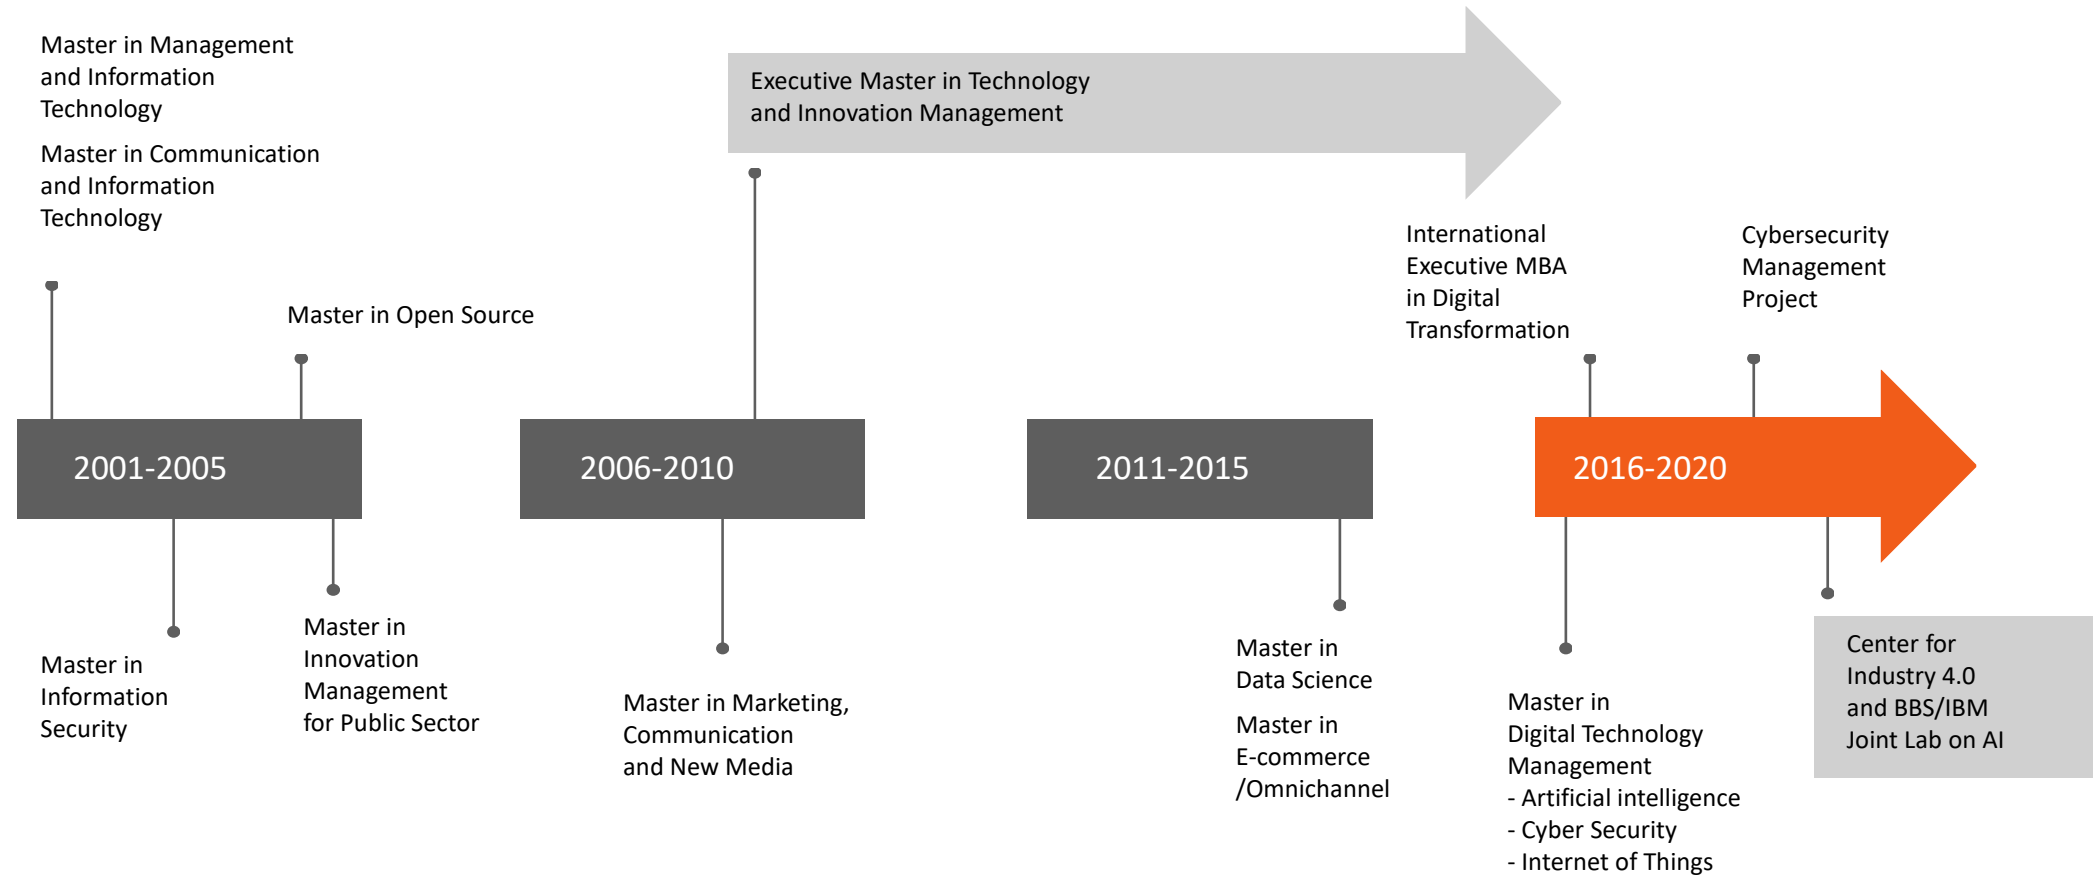 Master in Management
and Information
Technology
Master in Communication
and Information
Technology
Executive Master in Technology
and Innovation Management
International
Executive MBA
in Digital
Transformation
Cybersecurity
Management
Project
Master in Open Source
2001-2005
2006-2010
2011-2015
2016-2020
Master in
Information
Security
Master in
Innovation
Management
for Public Sector
Master in Marketing,
Communication
and New Media
Master in
Data Science
Master in
E-commerce
/Omnichannel
Master in
Digital Technology
Management
- Artificial intelligence
- Cyber Security
- Internet of Things
Center for
Industry 4.0
and BBS/IBM
Joint Lab on AI